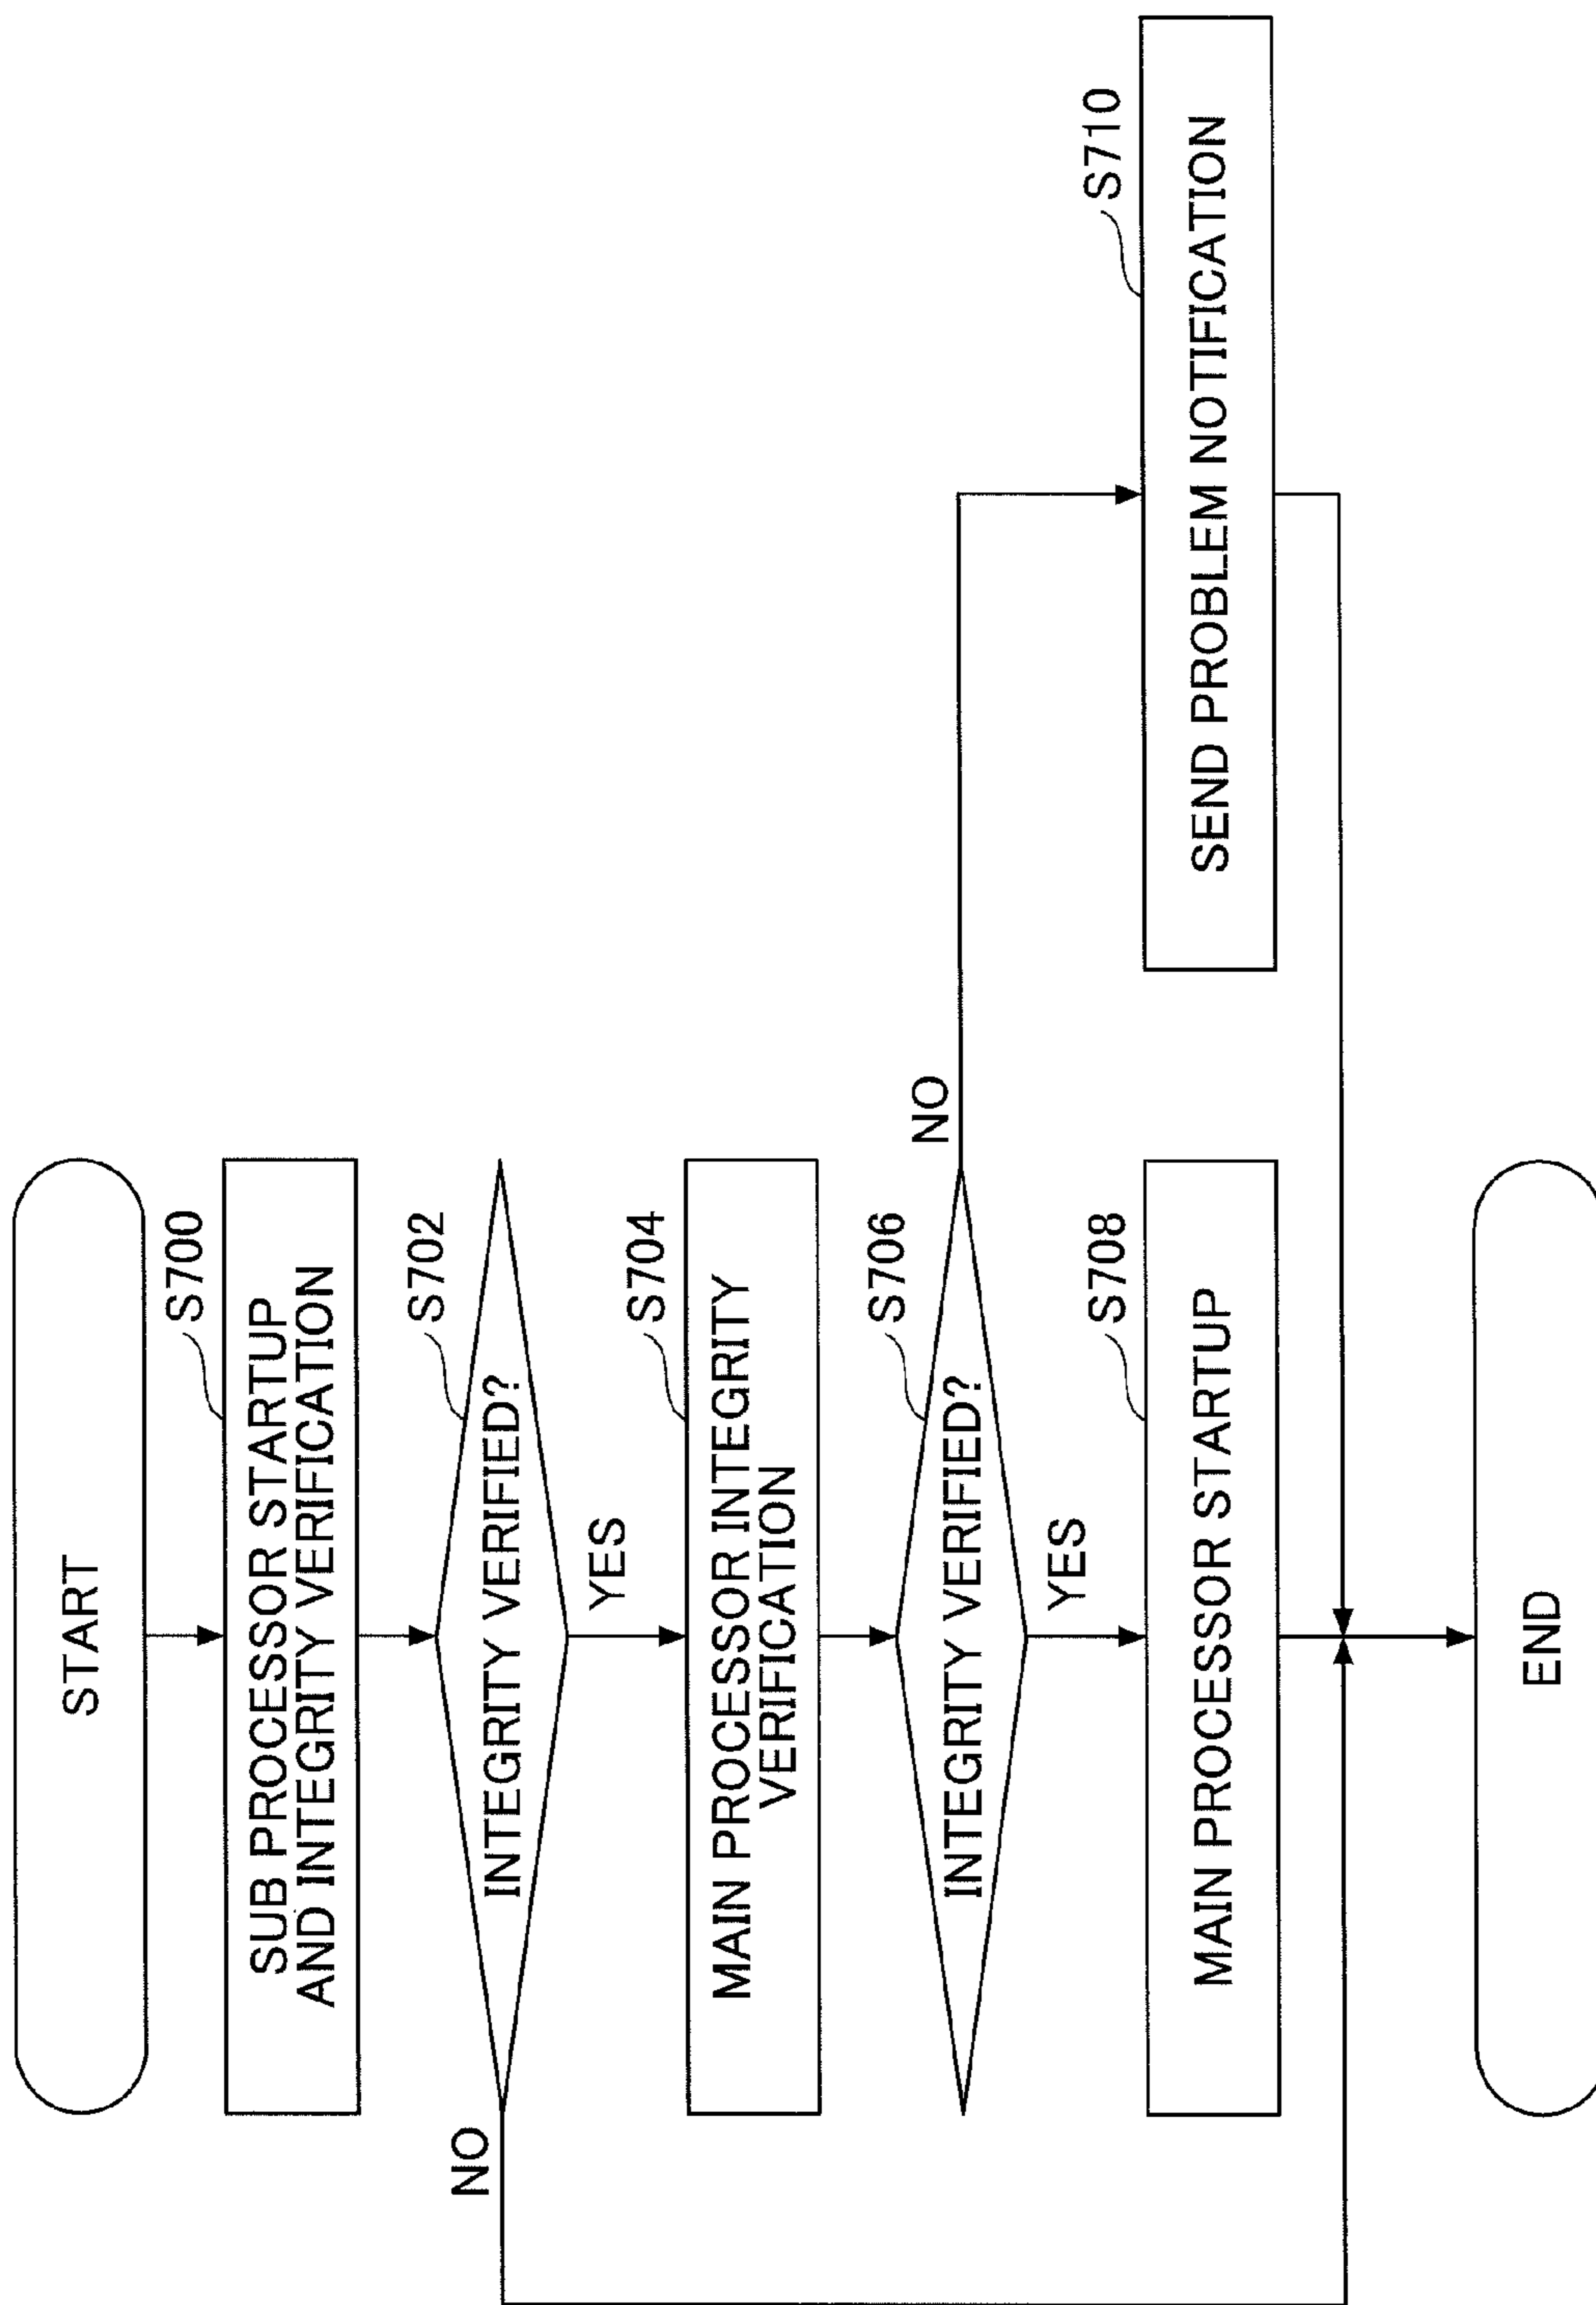 START
S700
SUB PROCESSOR STARTUP
AND INTEGRITY VERIFICATION
S702
INTEGRITY VERIFIED?
NO
YES
S704
MAIN PROCESSOR INTEGRITY
VERIFICATION
S706
INTEGRITY VERIFIED?
NO
YES
S708
MAIN PROCESSOR STARTUP
S710
SEND PROBLEM NOTIFICATION
END